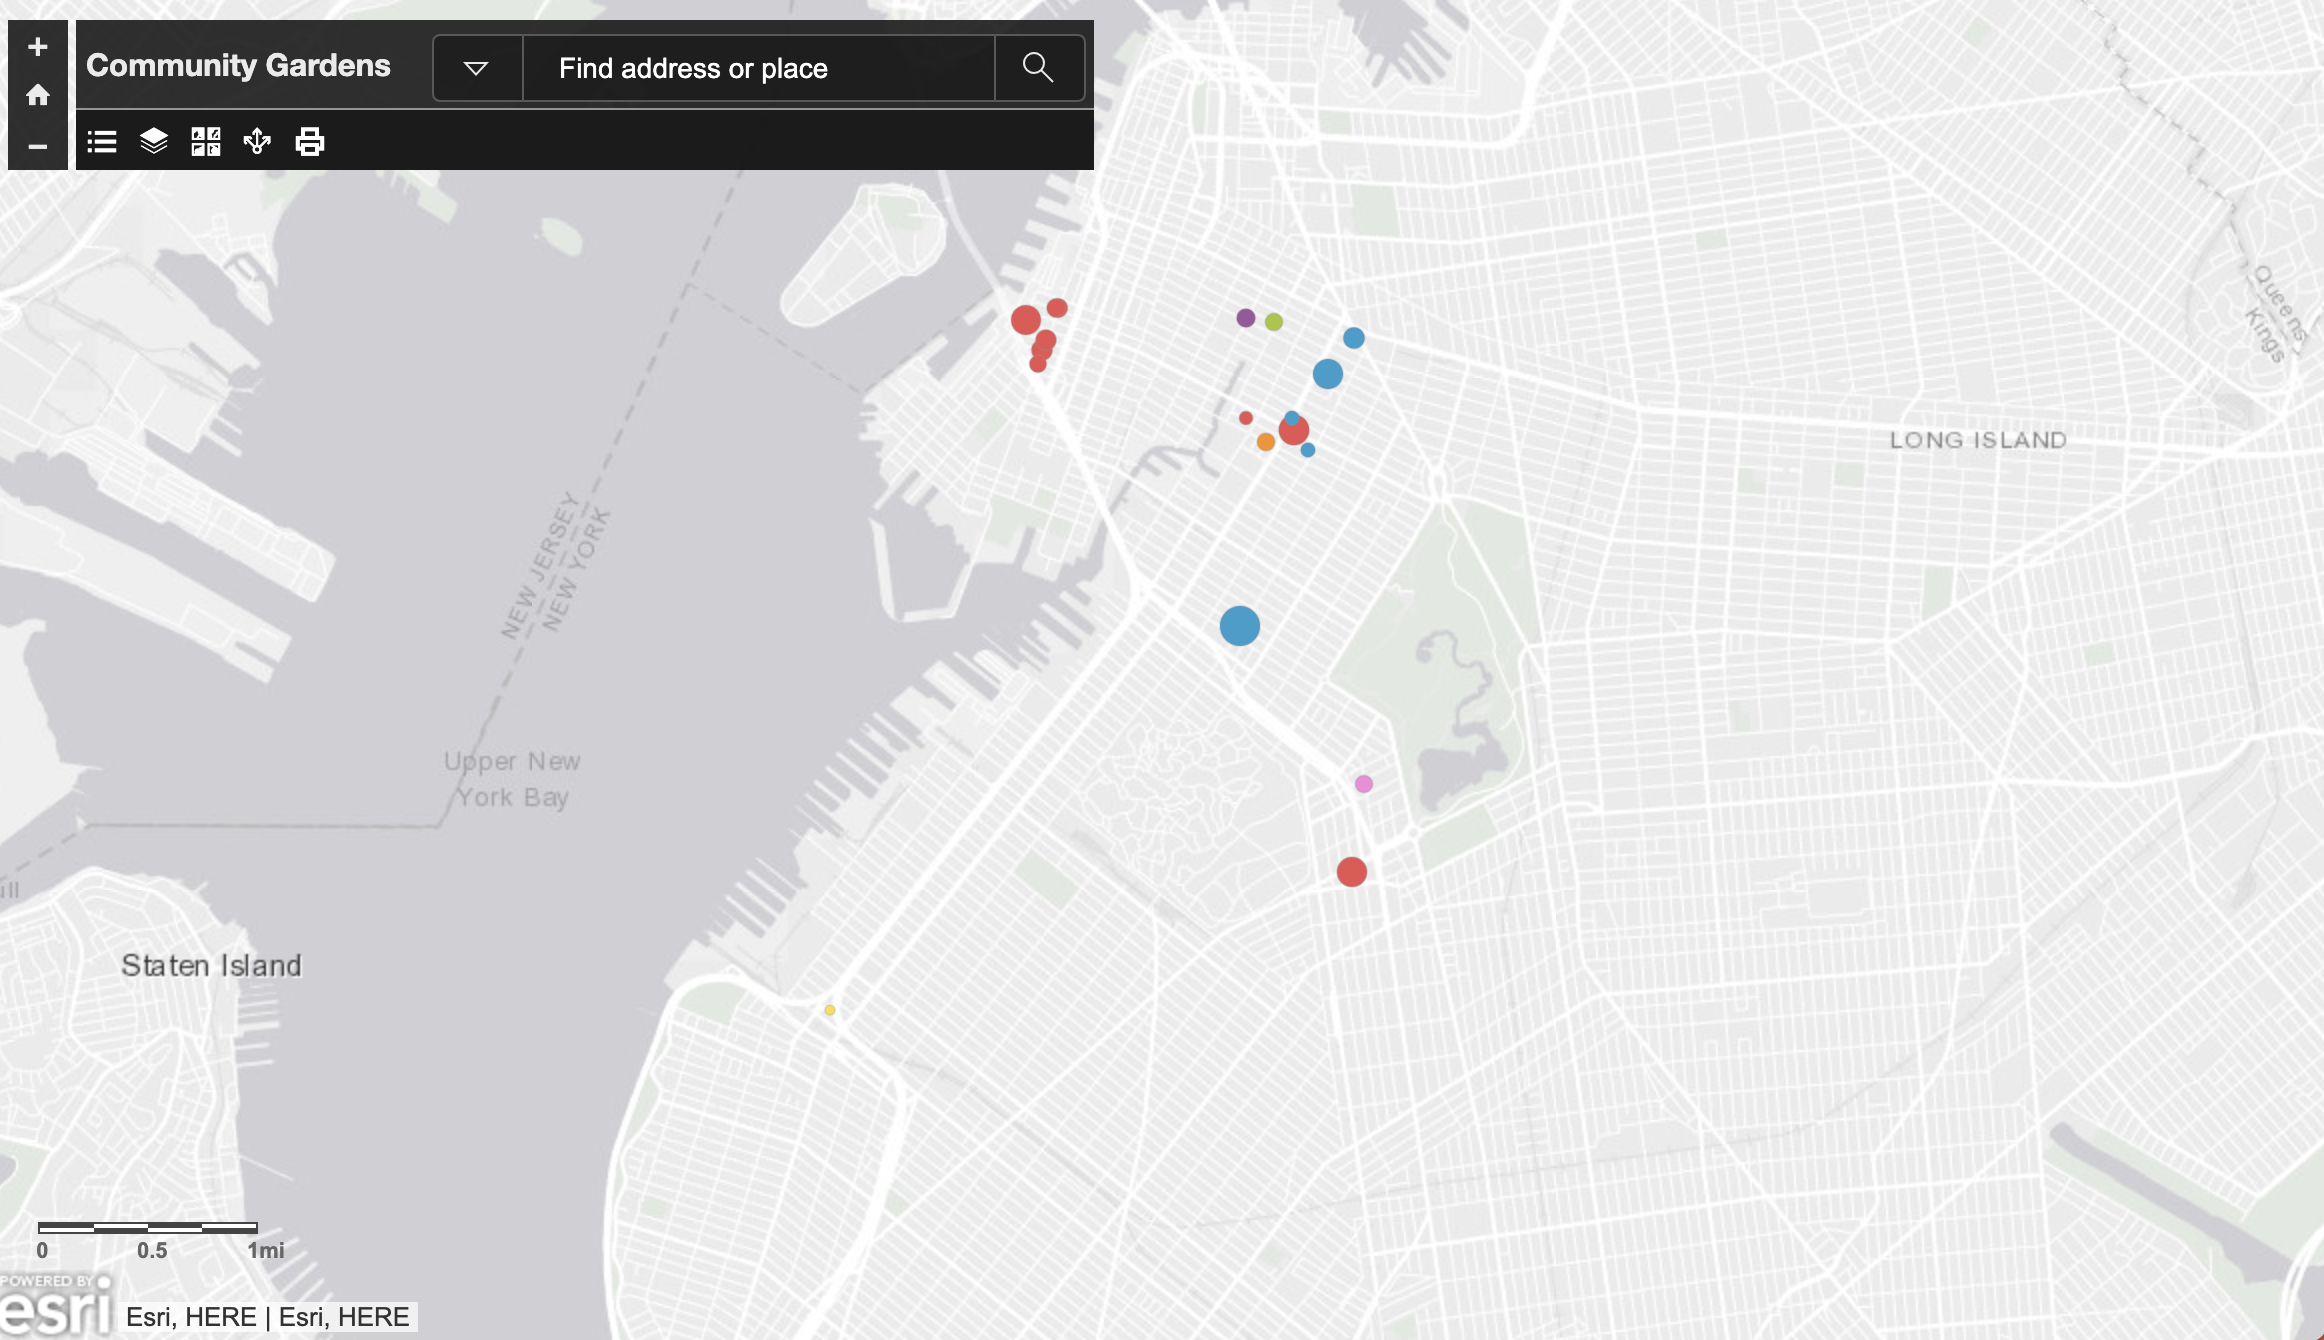 +
Community Gardens
Find address or place
−
Queens
Kings
LONG ISLAND
NEW JERSEY
NEW YORK
Upper New
York Bay
ull
Staten Island
0 0.5 1mi
POWERED BY
esri
Esri, HERE | Esri, HERE